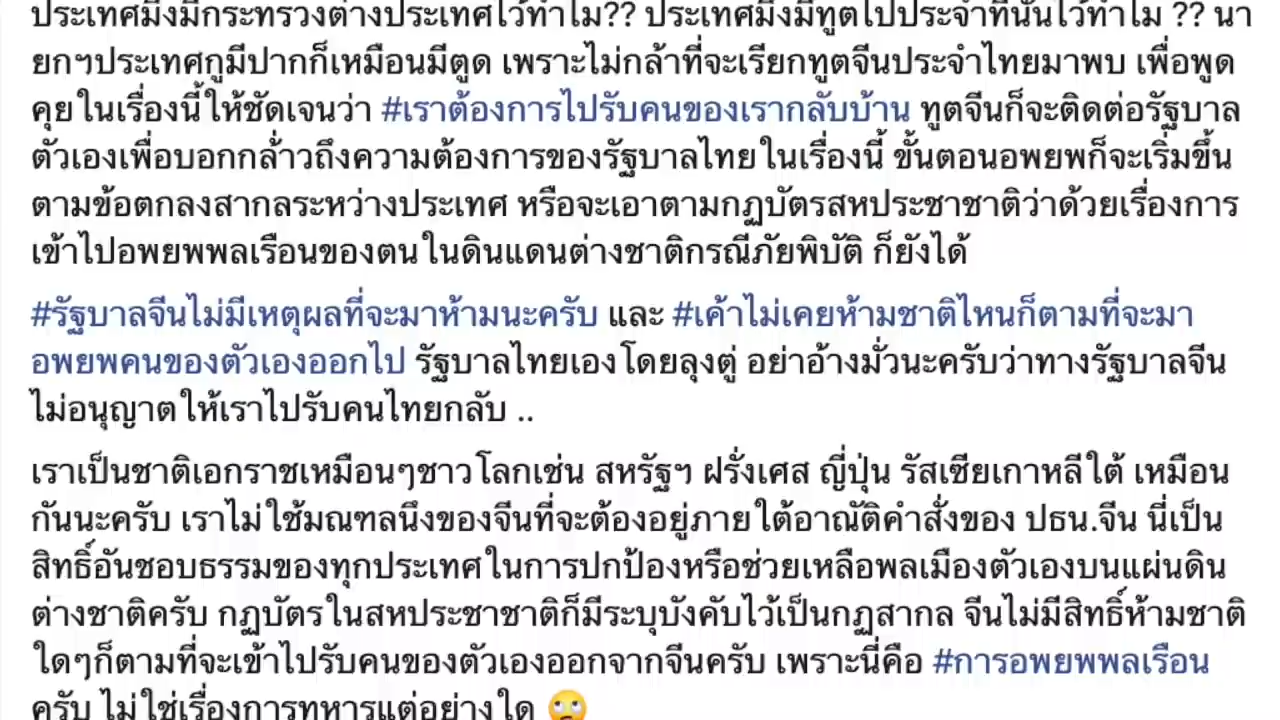 ประเทศมึงมีกระทรวงต่างประเทศไว้ทำไม?? ประเทศมึงมีทูตไปประจำที่นั่นไว้ทำไม ?? นา
ยกฯประเทศกูมีปากก็เหมือนมีตูด เพราะไม่กล้าที่จะเรียกทูตจีนประจำไทยมาพบ เพื่อพูด
คุยในเรื่องนี้ให้ชัดเจนว่า #เราต้องการไปรับคนของเรากลับบ้าน ทูตจีนก็จะติดต่อรัฐบาล
ตัวเองเพื่อบอกกล้่าวถึงความต้องการของรัฐบาลไทยในเรื่องนี้ ขั้นตอนอพยพก็จะเริ่มขึ้น
ตามข้อตกลงสากลระหว่างประเทศ หรือจะเอาตามกฏบัตรสหประชาชาติว่าด้วยเรื่องการ
เข้าไปอพยพพลเรือนของตนในดินแดนต่างชาติกรณีภัยพิบัติ ก็ยังได้
#รัฐบาลจีนไม่มีเหตุผลที่จะมาห้ามนะครับ และ #เค้าไม่เคยห้ามชาติไหนก็ตามที่จะมา
อพยพคนของตัวเองออกไป รัฐบาลไทยเองโดยลุงตู่ อย่าอ้างมั่วนะครับว่าทางรัฐบาลจีน
ไม่อนุญาตให้เราไปรับคนไทยกลับ ..
เราเป็นชาติเอกราชเหมือนๆชาวโลกเช่น สหรัฐฯ ฝรั่งเศส ญี่ปุ่น รัสเซียเกาหลีใต้ เหมือน
กันนะครับ เราไม่ใช้มณฑลนึงของจีนที่จะต้องอยู่ภายใต้อาณัติคำสั่งของ ปธน.จีน นี่เป็น
สิทธิ์อันชอบธรรมของทุกประเทศในการปกป้องหรือช่วยเหลือพลเมืองตัวเองบนแผ่นดิน
ต่างชาติครับ กฏบัตรในสหประชาชาติก็มีระบุบังคับไว้เป็นกฏสากล จีนไม่มีสิทธิ์ห้ามชาติ
ใดๆก็ตามที่จะเข้าไปรับคนของตัวเองออกจากจีนครับ เพราะนี่คือ #การอพยพพลเรือน
ครับ ไม่ใช่เรื่องการทหารแต่อย่างใด 🙄